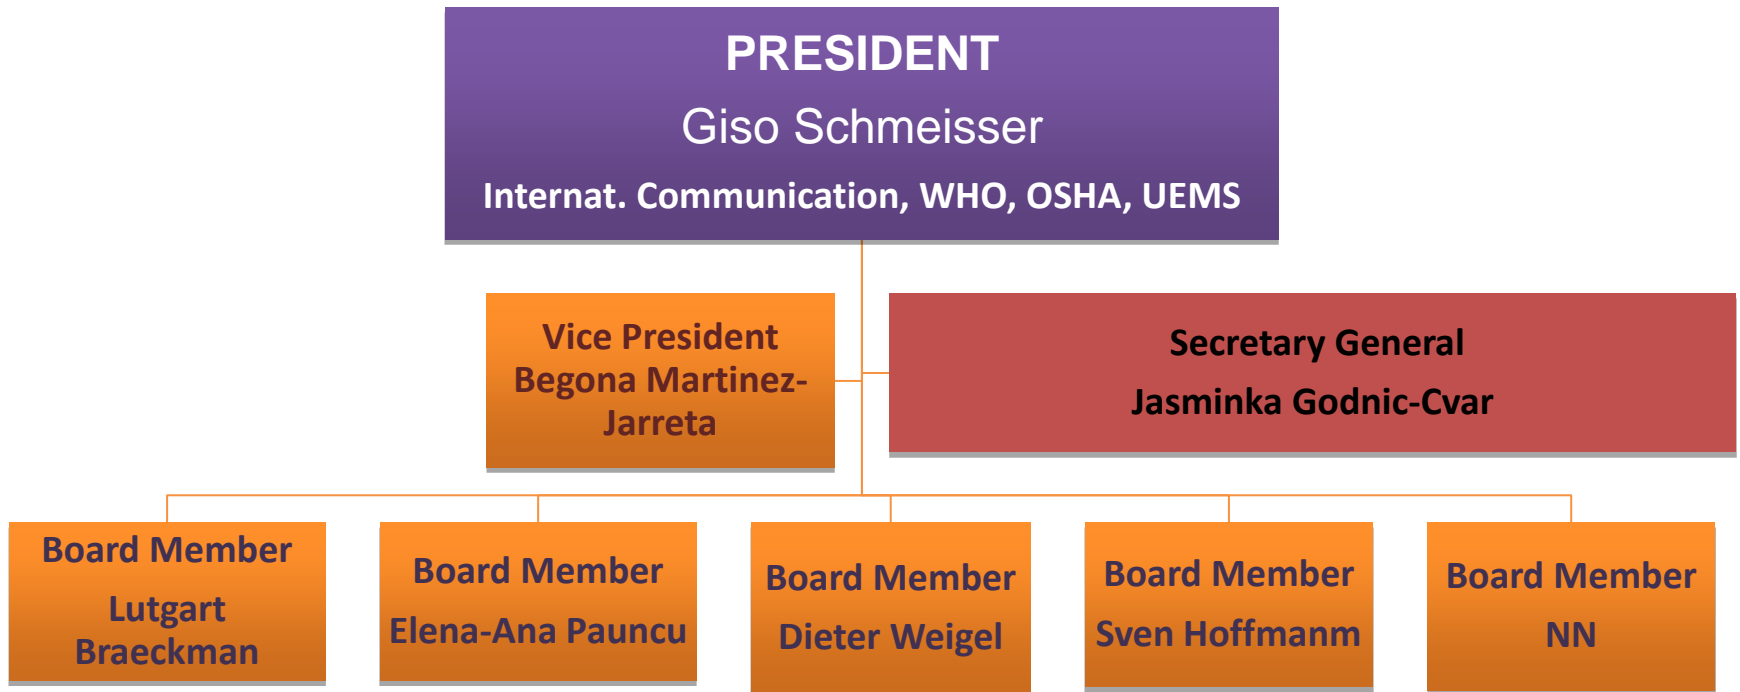 PRESIDENT
Giso Schmeisser
Internat. Communication, WHO, OSHA, UEMS
Vice President
Begona Martinez-
Jarreta
Secretary General
Jasminka Godnic-Cvar
Board Member
Lutgart
Braeckman
Board Member
Elena-Ana Pauncu
Board Member
Dieter Weigel
Board Member
Sven Hoffmanm
Board Member
NN